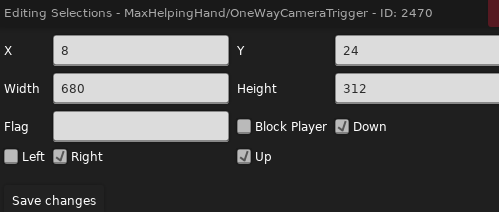 Editing Selections - MaxHelpingHand/OneWayCameraTrigger - ID: 2470
X 8 Y 24
Width 680 Height 312
Flag Block Player Down
Left Right Up
Save changes